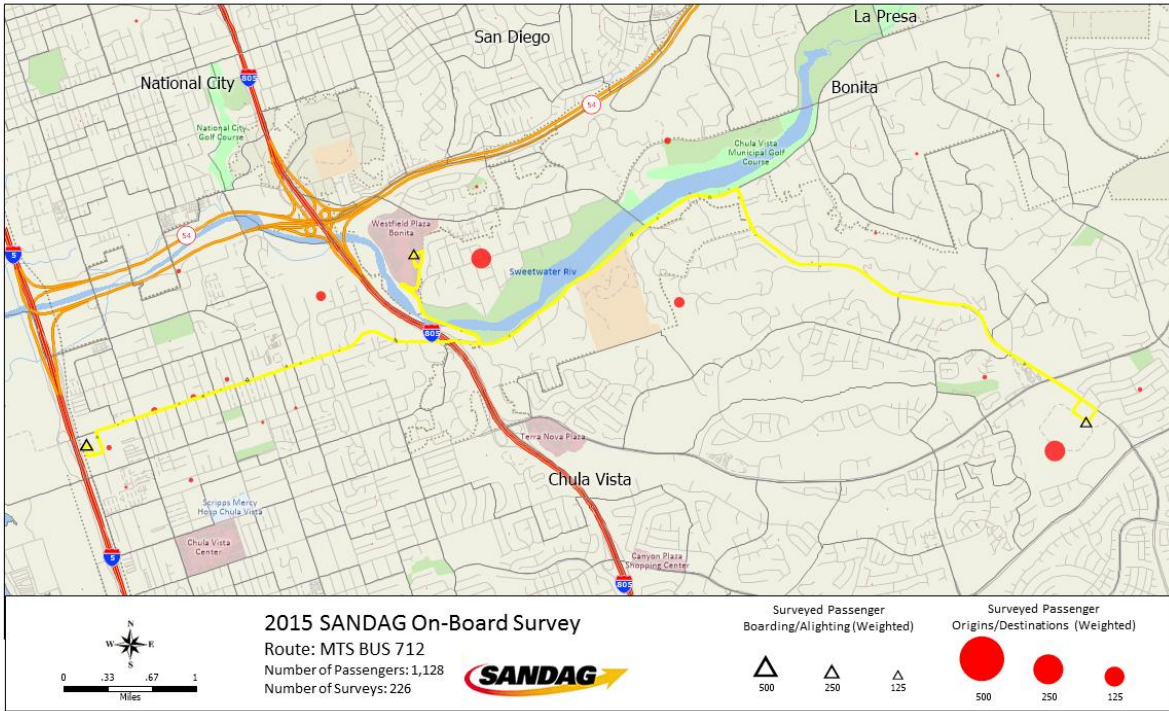 La Presa
San Diego
National City
805
Bonita
54
National City
Golf Course
Chula Vista
Municipal Golf
Course
Westfield Plaza
Bonita
54
5
Sweetwater Riv
805
Terra Nova Plaza
Chula Vista
Scripps Mercy
Hosp Chula Vista
Chula Vista
Center
5
Canyon Plaza
Shopping Center
805
N
W E
S
0 .33 .67 1
Miles
2015 SANDAG On-Board Survey
Route: MTS BUS 712
Number of Passengers: 1,128
Number of Surveys: 226
SANDAG
Surveyed Passenger
Boarding/Alighting (Weighted)
500 250 125
Surveyed Passenger
Origins/Destinations (Weighted)
500 250 125